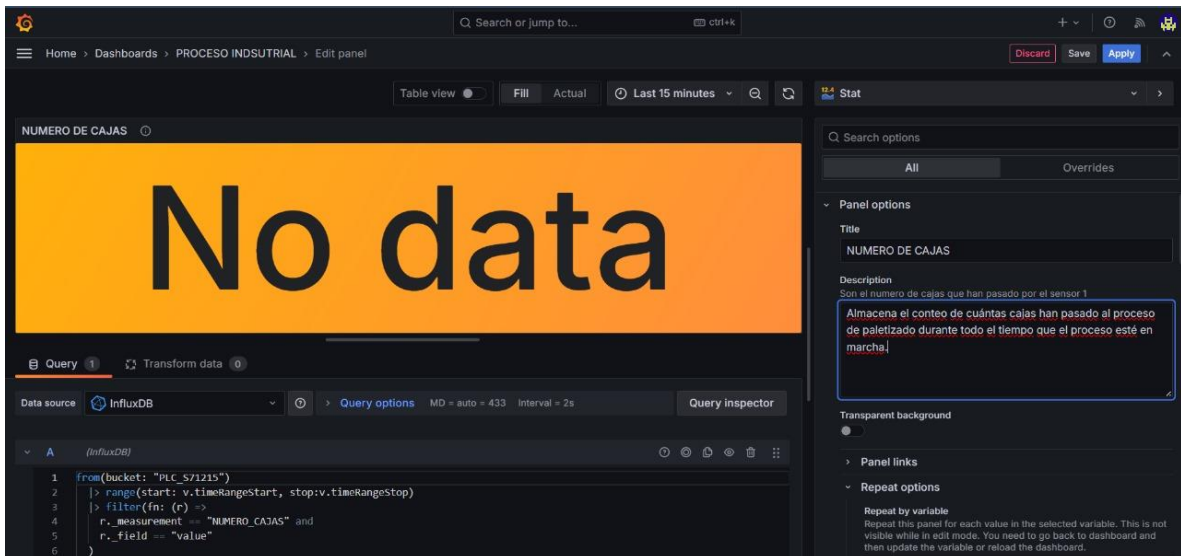 Search or jump to...
ctrl+k
Home > Dashboards > PROCESO INDSUTRIAL > Edit panel
Discard Save Apply
Table view Fill Actual Last 15 minutes
12.4 Stat
NUMERO DE CAJAS
No data
Search options
All Overrides
Panel options
Title
NUMERO DE CAJAS
Description
Son el numero de cajas que han pasado por el sensor 1
Almacena el conteo de cuántas cajas han pasado al proceso
de paletizado durante todo el tiempo que el proceso esté en
marcha.
Transparent background
Panel links
Repeat options
Repeat by variable
Repeat this panel for each value in the selected variable. This is not
visible while in edit mode. You need to go back to dashboard and
then update the variable or reload the dashboard.
Query 1 Transform data 0
Data source InfluxDB > Query options MD = auto = 433 Interval = 2s Query inspector
A (InfluxDB)
1 from(bucket: "PLC_S71215")
2 |> range(start: v.timeRangeStart, stop:v.timeRangeStop)
3 |> filter(fn: (r) =>
4 r._measurement == "NUMERO_CAJAS" and
5 r._field == "value"
6 )